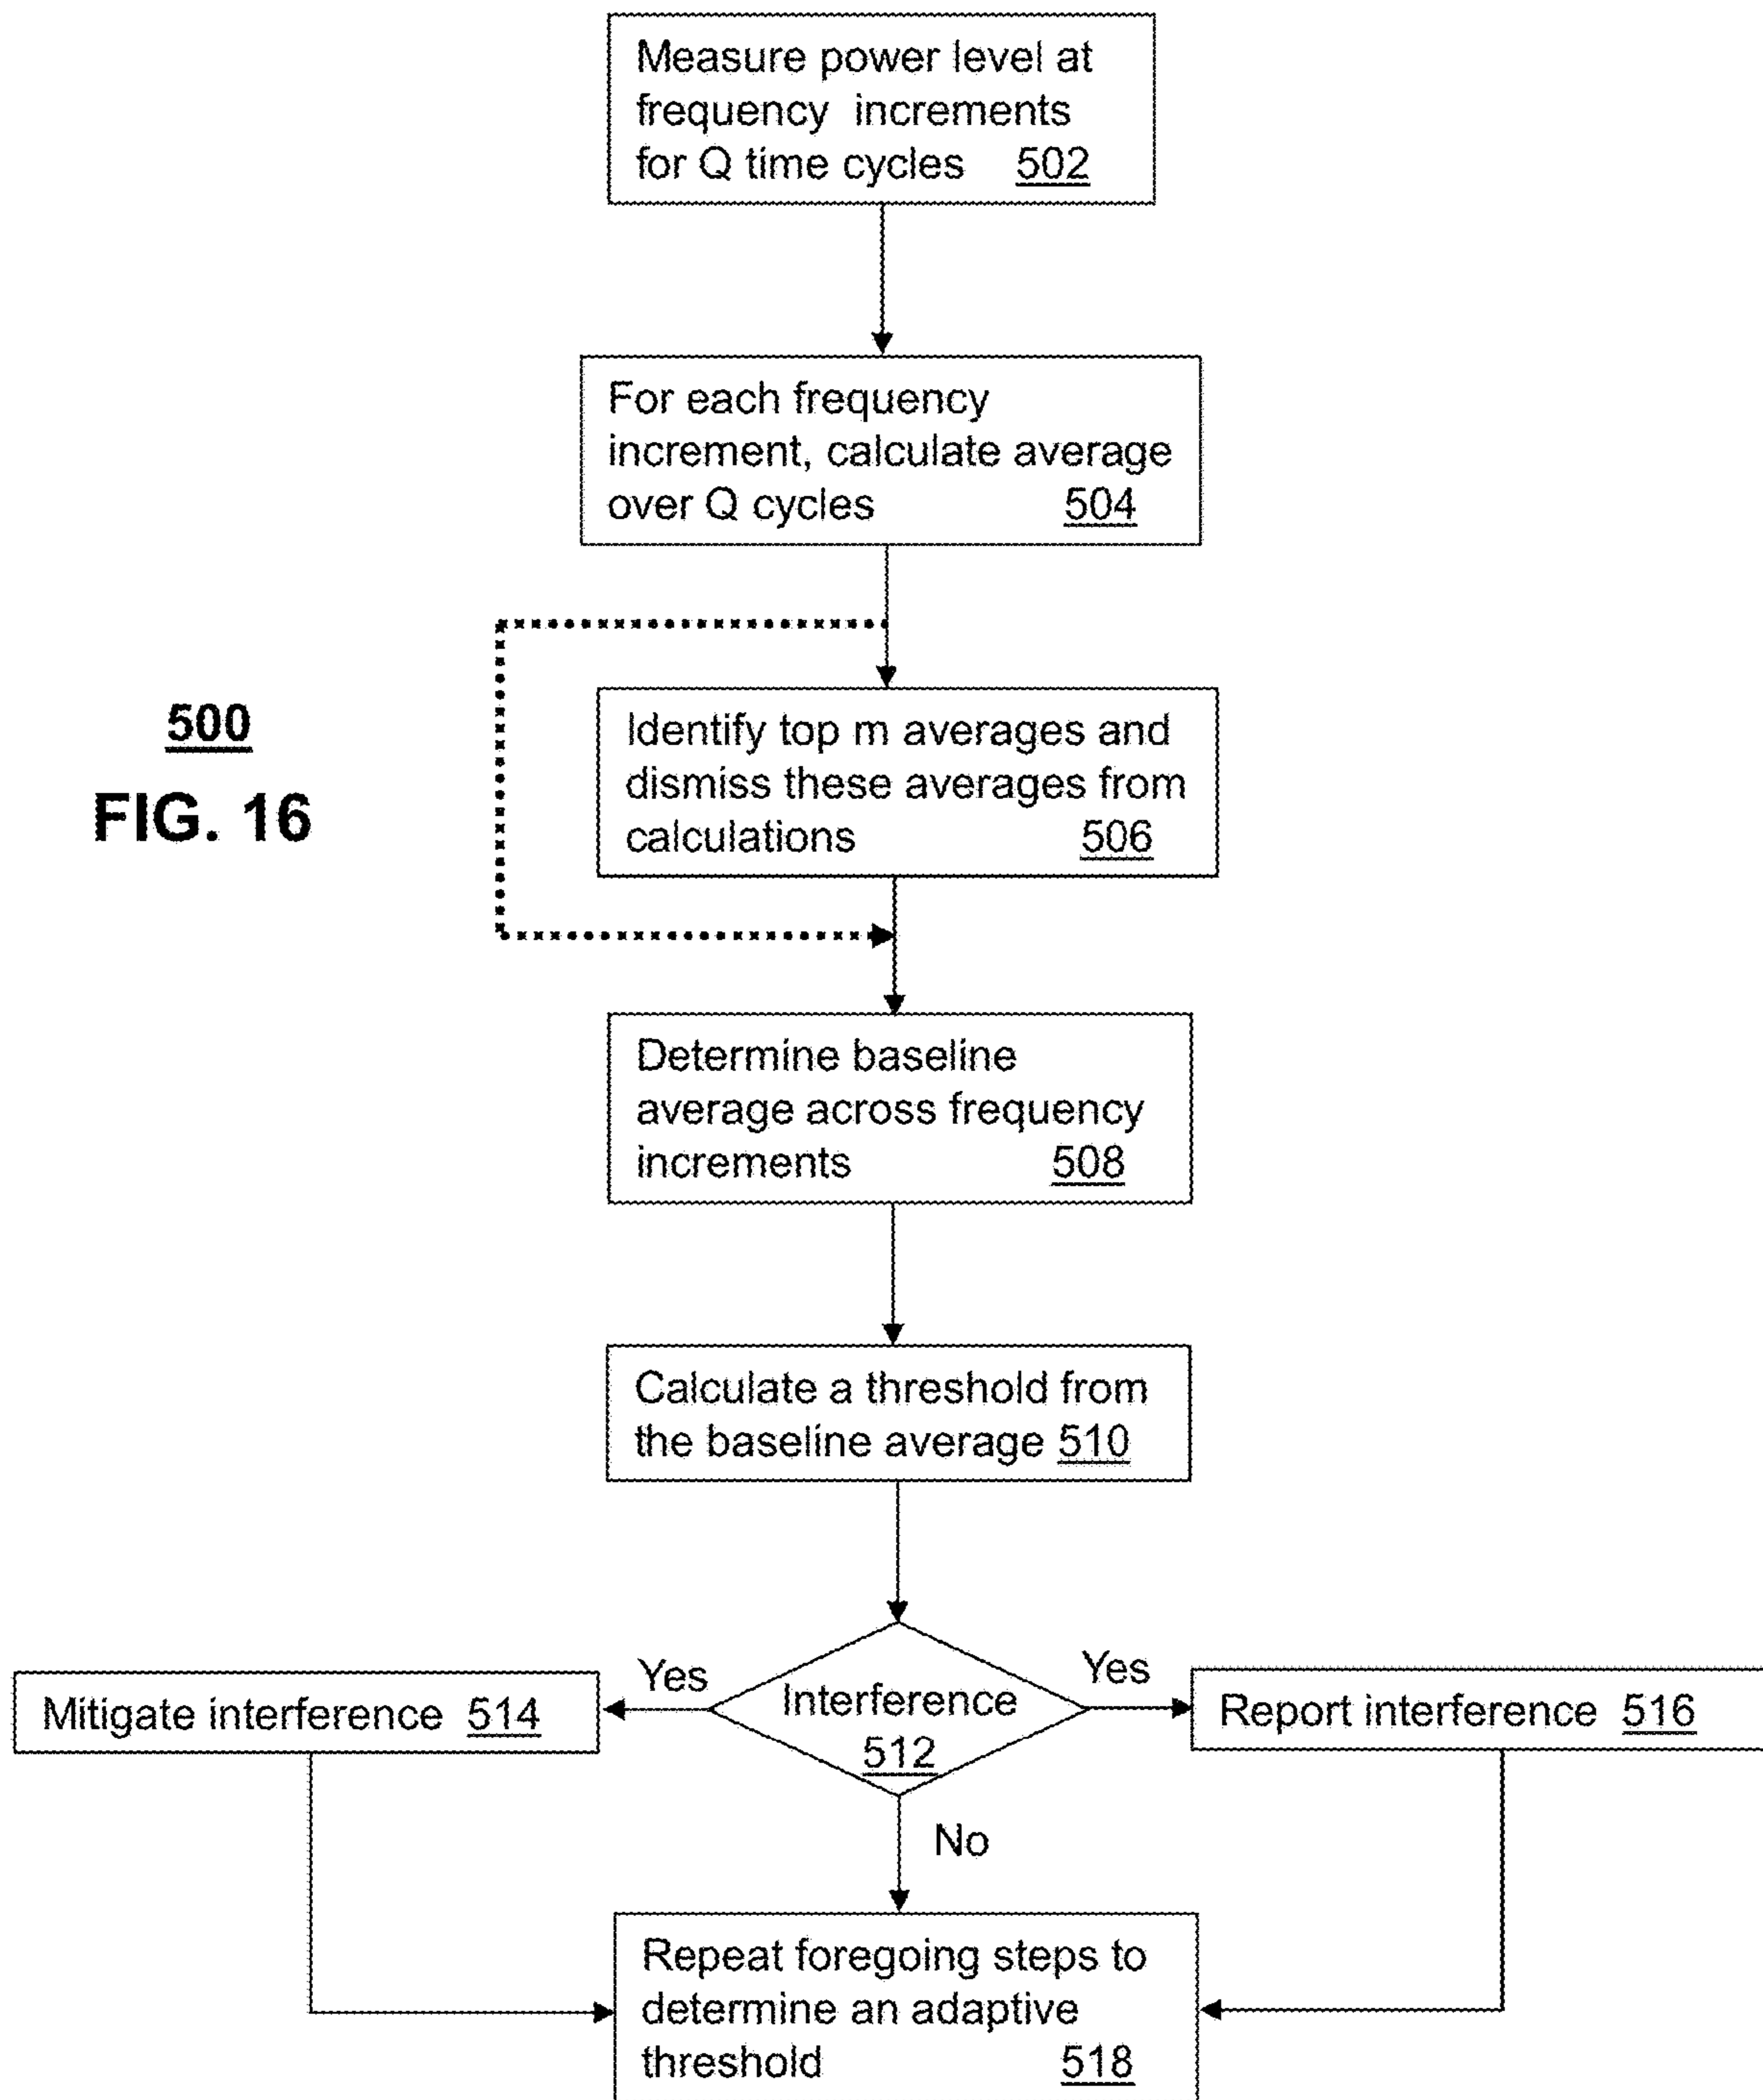 Measure power level at
frequency increments
for Q time cycles 502
For each frequency
increment, calculate average
over Q cycles 504
500
FIG. 16
Identify top m averages and
dismiss these averages from
calculations 506
Determine baseline
average across frequency
increments 508
Calculate a threshold from
the baseline average 510
Yes
Yes
Mitigate interference 514
Interference
512
Report interference 516
No
Repeat foregoing steps to
determine an adaptive
threshold 518